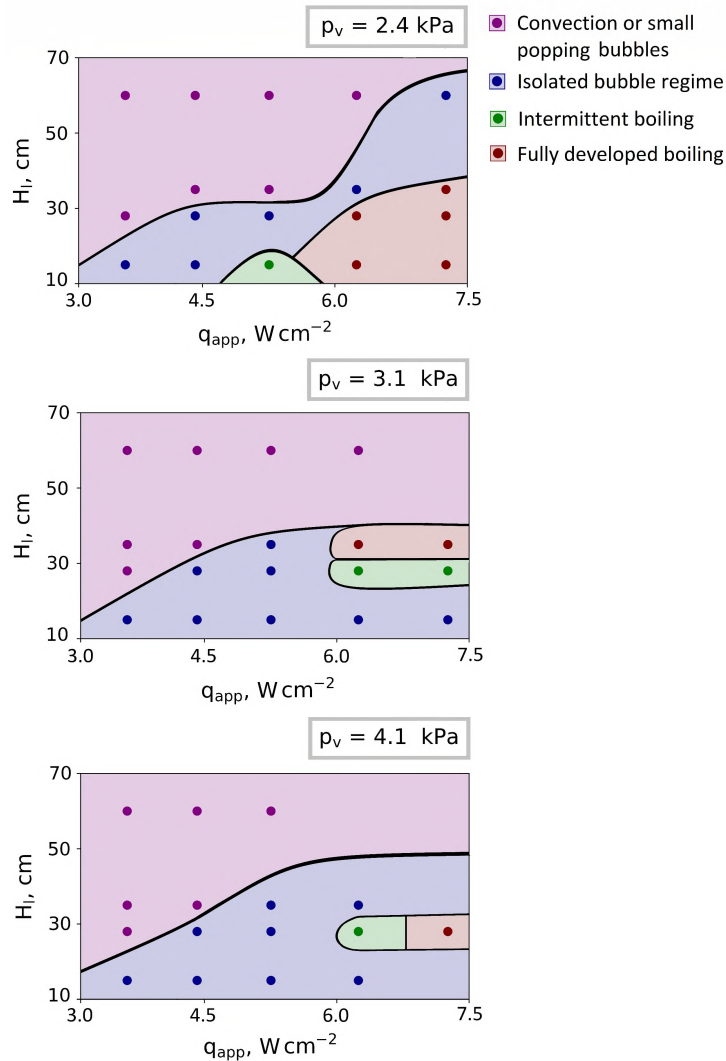 p_v = 2.4 kPa
Convection or small
popping bubbles
Isolated bubble regime
Intermittent boiling
Fully developed boiling
70
50
30
10
H_l, cm
3.0 4.5 6.0 7.5
q_app, W cm⁻²
p_v = 3.1 kPa
70
50
30
10
H_l, cm
3.0 4.5 6.0 7.5
q_app, W cm⁻²
p_v = 4.1 kPa
70
50
30
10
H_l, cm
3.0 4.5 6.0 7.5
q_app, W cm⁻²